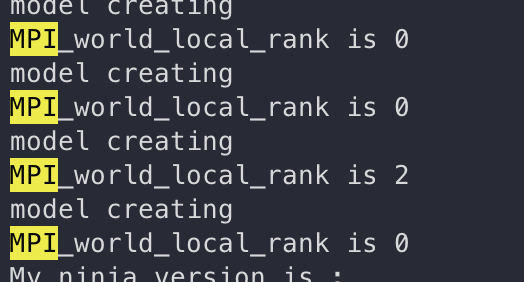 model creating
MPI_world_local_rank is 0
model creating
MPI_world_local_rank is 0
model creating
MPI_world_local_rank is 2
model creating
MPI_world_local_rank is 0
My ninja version is :